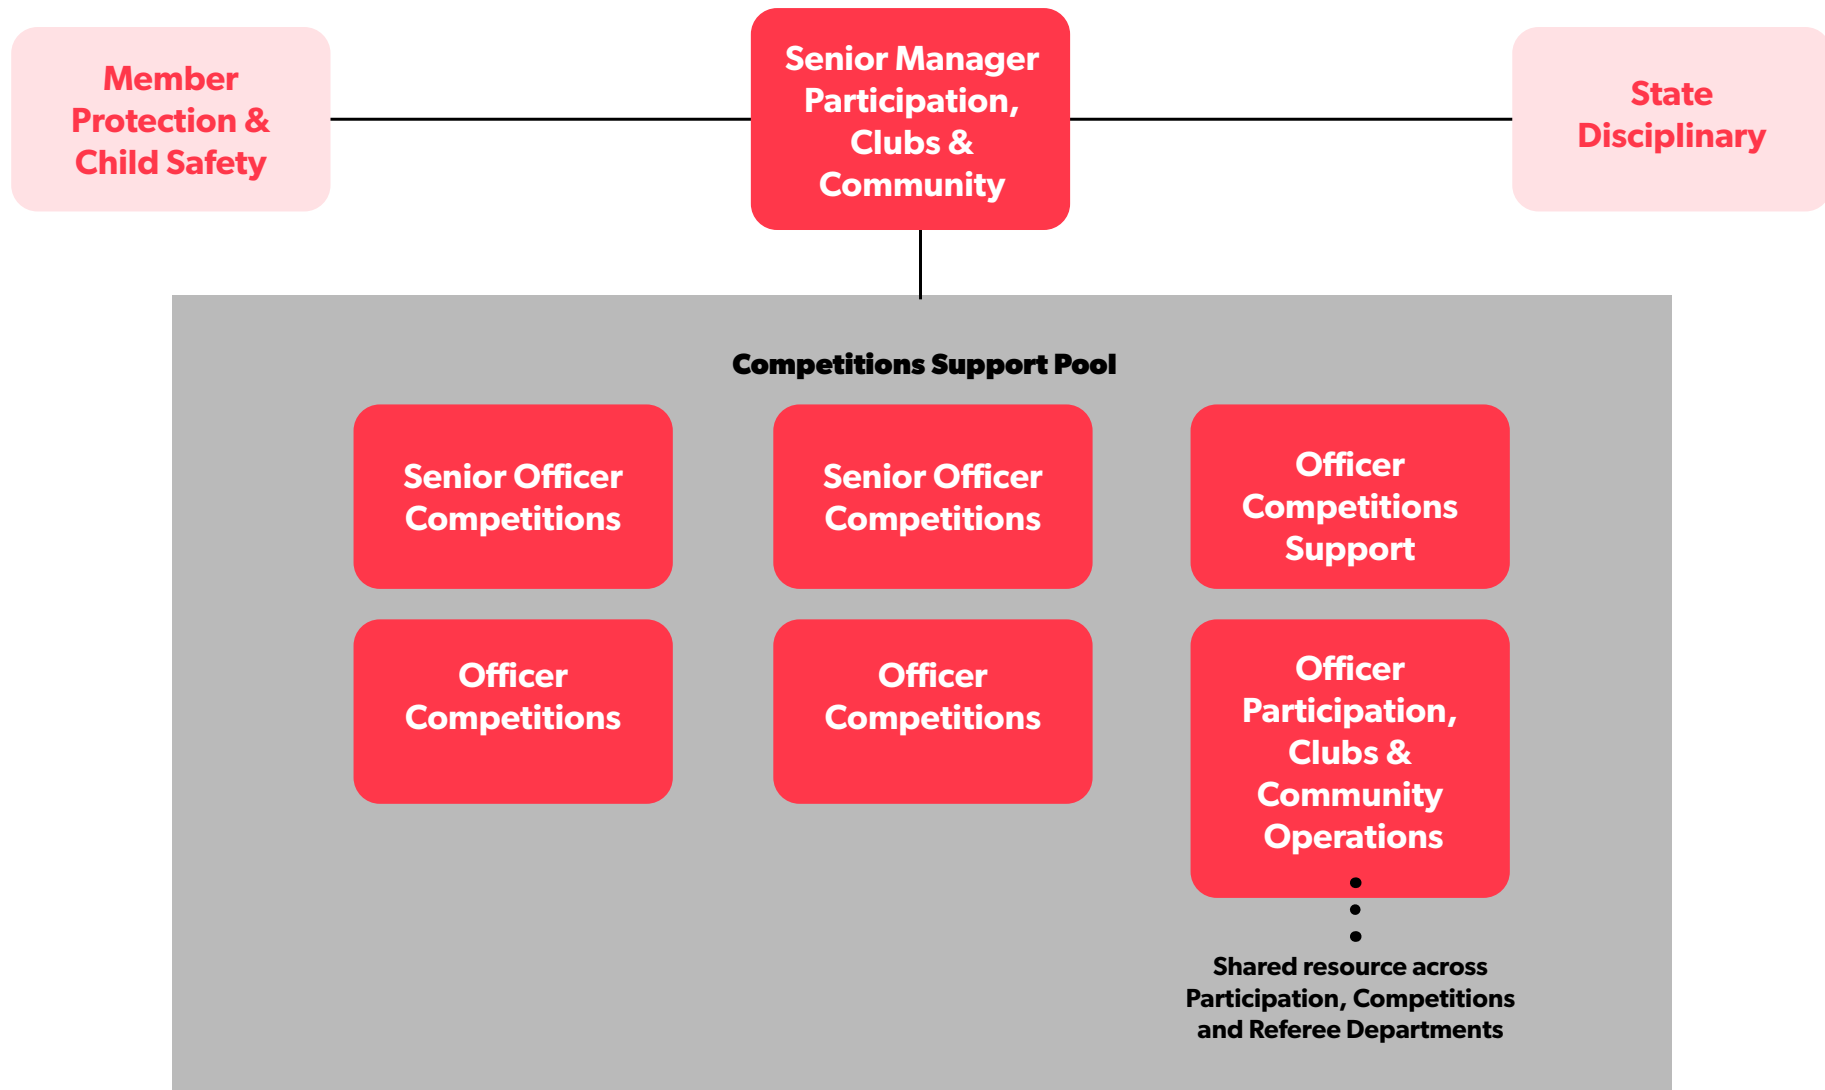 Member
Protection &
Child Safety
Senior Manager
Participation,
Clubs &
Community
State
Disciplinary
Competitions Support Pool
Senior Officer
Competitions
Senior Officer
Competitions
Officer
Competitions
Support
Officer
Competitions
Officer
Competitions
Officer
Participation,
Clubs &
Community
Operations
Shared resource across
Participation, Competitions
and Referee Departments